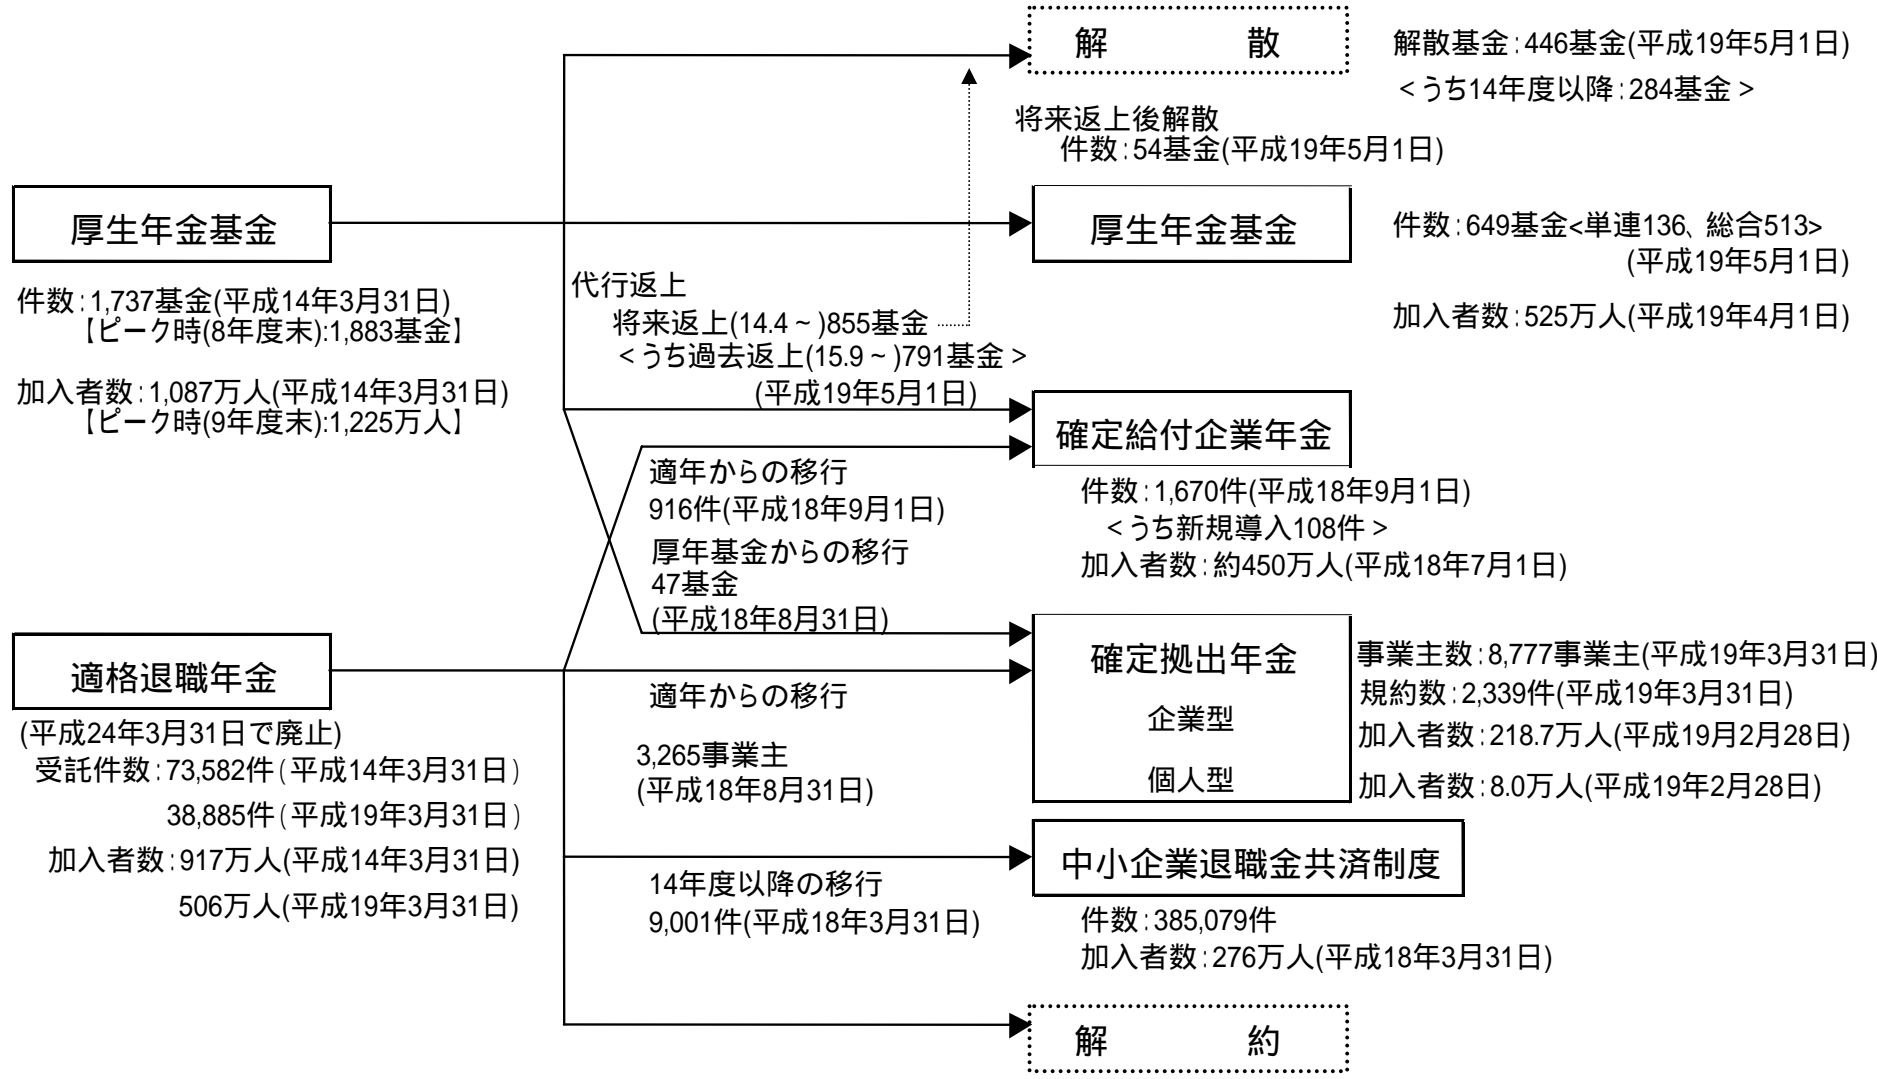 解 散
解散基金:446基金(平成19年5月1日)
<うち14年度以降:284基金>
将来返上後解散
件数:54基金(平成19年5月1日)
厚生年金基金
件数:1,737基金(平成14年3月31日)
【ピーク時(8年度末):1,883基金】
加入者数:1,087万人(平成14年3月31日)
【ピーク時(9年度末):1,225万人】
厚生年金基金
件数:649基金<単連136、総合513>
(平成19年5月1日)
加入者数:525万人(平成19年4月1日)
代行返上
将来返上(14.4~)855基金
<うち過去返上(15.9~)791基金>
(平成19年5月1日)
確定給付企業年金
件数:1,670件(平成18年9月1日)
<うち新規導入108件>
加入者数:約450万人(平成18年7月1日)
適年からの移行
916件(平成18年9月1日)
厚年基金からの移行
47基金
(平成18年8月31日)
適格退職年金
(平成24年3月31日で廃止)
受託件数:73,582件(平成14年3月31日)
38,885件(平成19年3月31日)
加入者数:917万人(平成14年3月31日)
506万人(平成19年3月31日)
適年からの移行
3,265事業主
(平成18年8月31日)
確定拠出年金
企業型
個人型
事業主数:8,777事業主(平成19年3月31日)
規約数:2,339件(平成19年3月31日)
加入者数:218.7万人(平成19月2月28日)
加入者数:8.0万人(平成19年2月28日)
中小企業退職金共済制度
14年度以降の移行
9,001件(平成18年3月31日)
件数:385,079件
加入者数:276万人(平成18年3月31日)
解 約